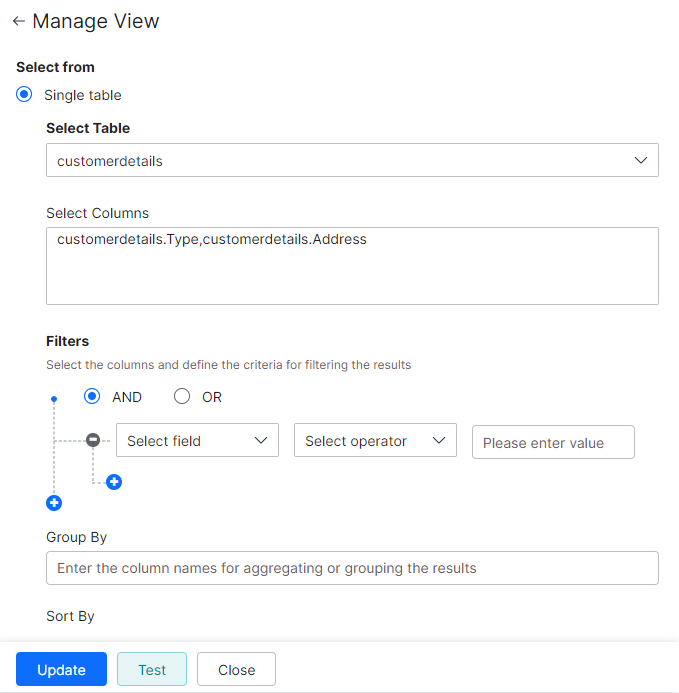 Manage View
Select from
Single table
Select Table
customerdetails
Select Columns
customerdetails.Type,customerdetails.Address
Filters
Select the columns and define the criteria for filtering the results
AND OR
Select field Select operator Please enter value
Group By
Enter the column names for aggregating or grouping the results
Sort By
Update Test Close